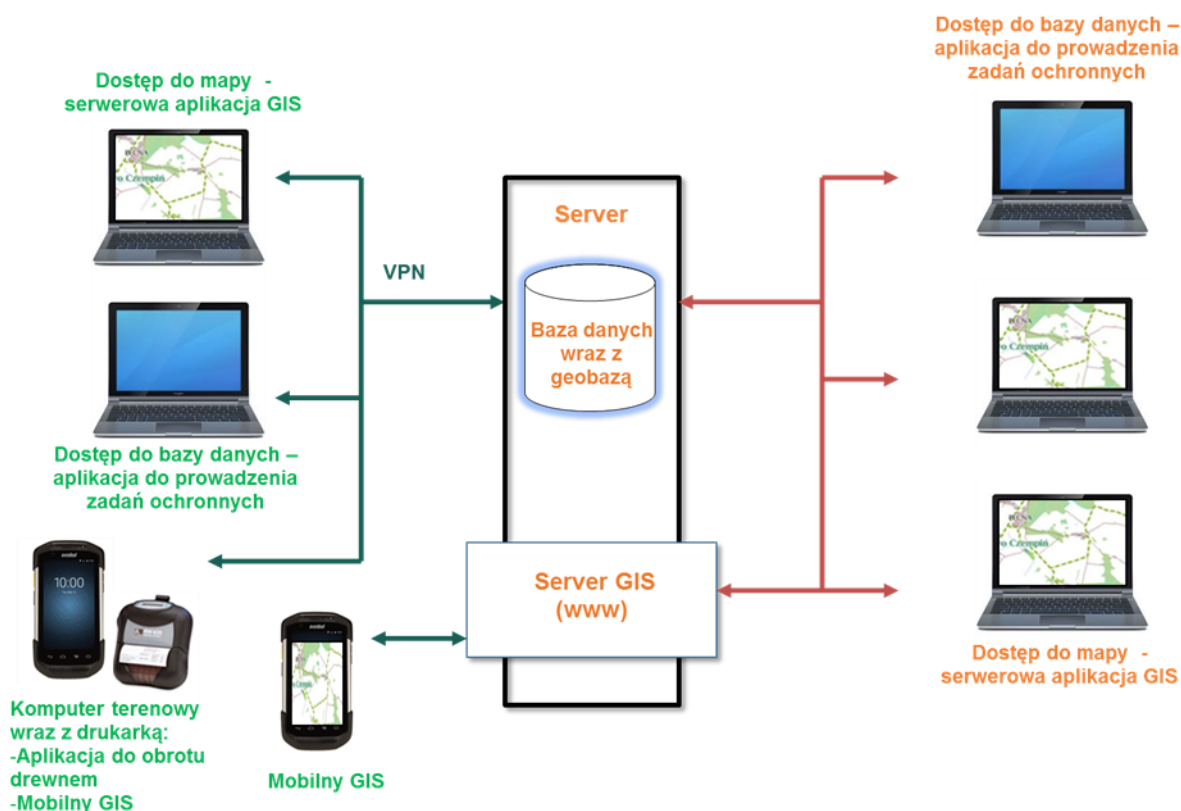 Dostęp do bazy danych –
aplikacja do prowadzenia
zadań ochronnych
Dostęp do mapy -
serwerowa aplikacja GIS
Server
VPN
Baza danych
wraz z
geobazą
Dostęp do bazy danych –
aplikacja do prowadzenia
zadań ochronnych
10:00
Server GIS
(www)
Dostęp do mapy -
serwerowa aplikacja GIS
Komputer terenowy
wraz z drukarką:
-Aplikacja do obrotu
drewnem
-Mobilny GIS
Mobilny GIS